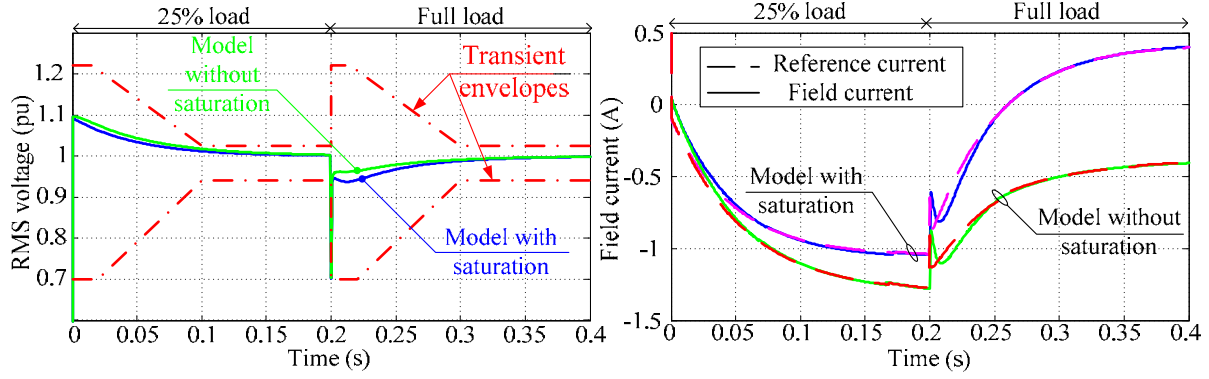 25% load
Full load
1.2
1.1
1
0.9
0.8
0.7
RMS voltage (pu)
Model
without
saturation
Transient
envelopes
Model with
saturation
0
0.05
0.1
0.15
0.2
0.25
0.3
0.35
0.4
Time (s)
25% load
Full load
0.5
0
-0.5
-1
-1.5
Field current (A)
Reference current
Field current
Model with
saturation
Model without
saturation
0
0.05
0.1
0.15
0.2
0.25
0.3
0.35
0.4
Time (s)